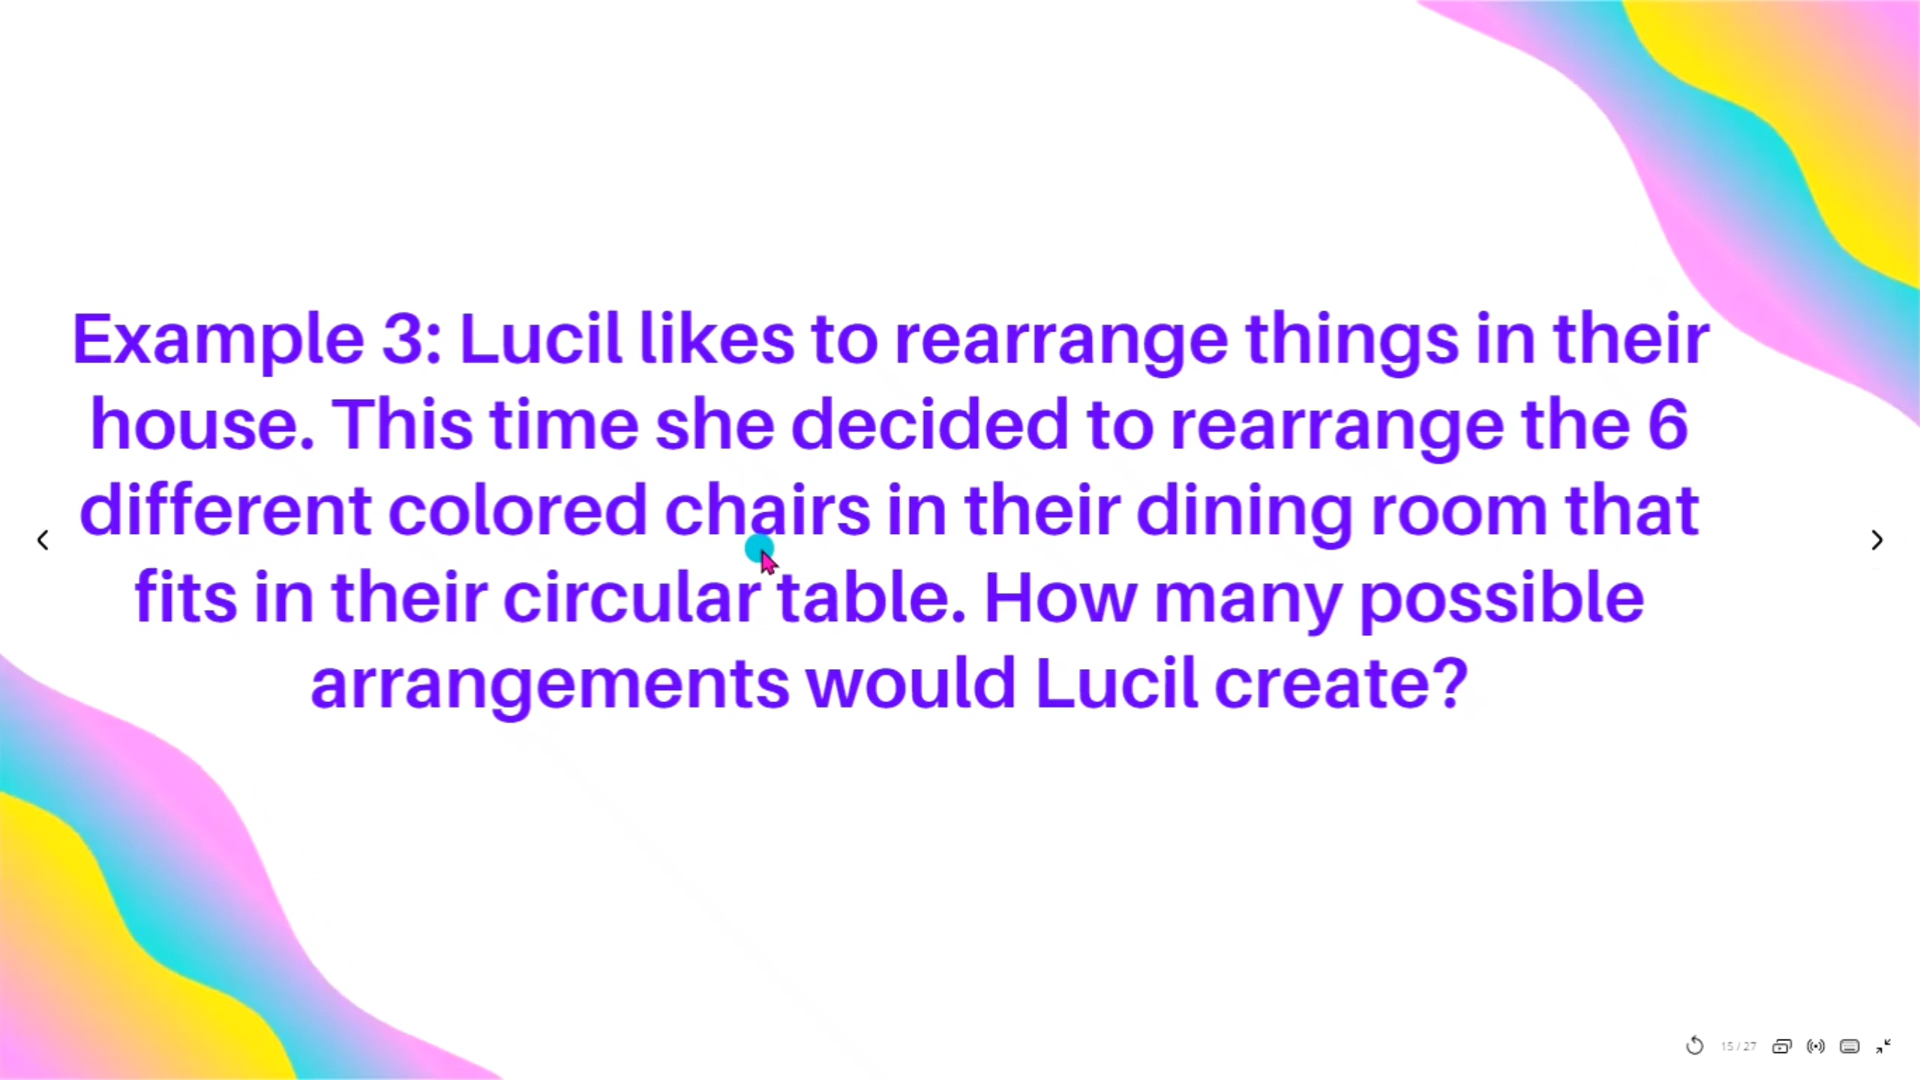 Example 3: Lucil likes to rearrange things in their
house. This time she decided to rearrange the 6
different colored chairs in their dining room that
fits in their circular table. How many possible
arrangements would Lucil create?
15 / 27